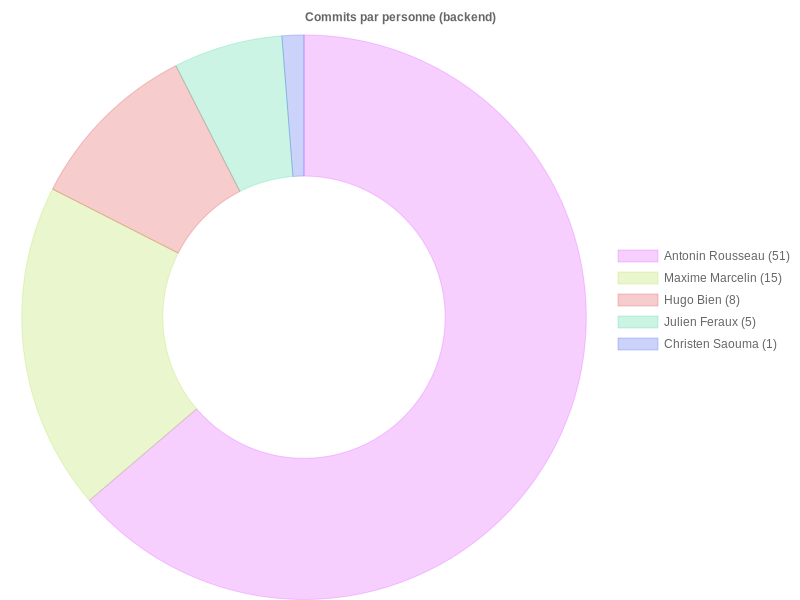 Commits par personne (backend)
Antonin Rousseau (51)
Maxime Marcelin (15)
Hugo Bien (8)
Julien Feraux (5)
Christen Saouma (1)